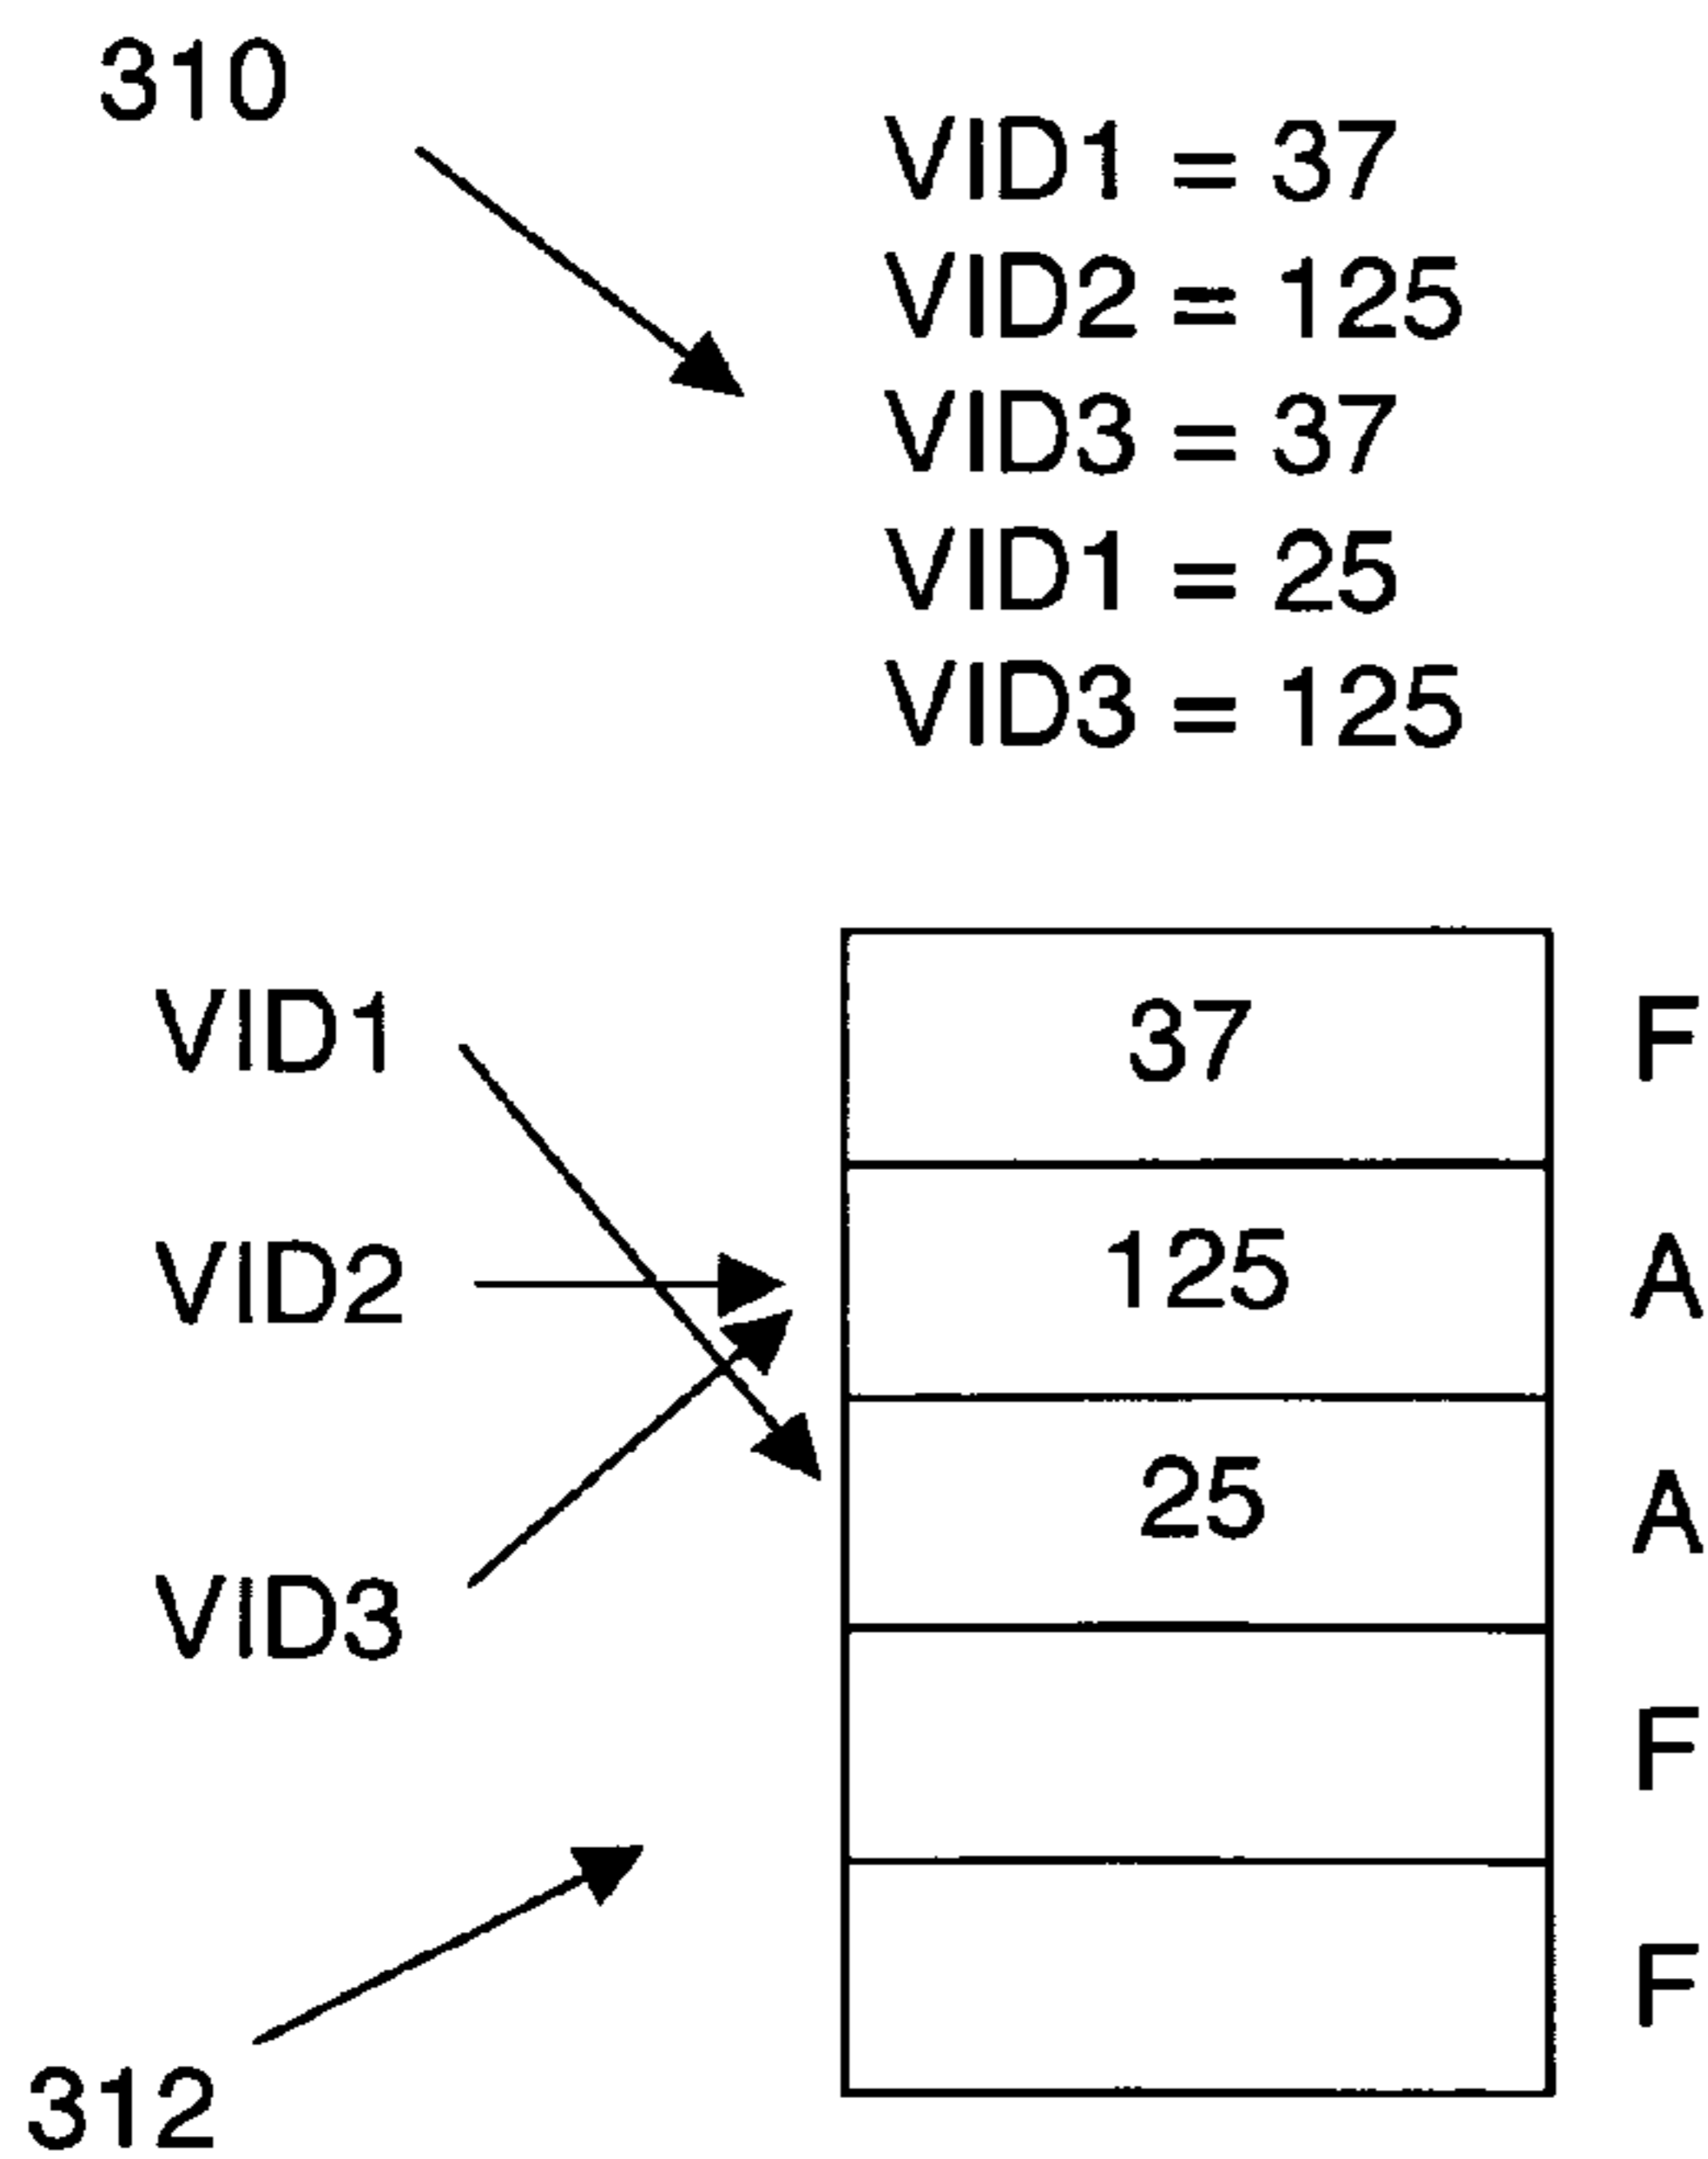 310
VID1 = 37
VID2 = 125
VID3 = 37
VID1 = 25
VID3 = 125
VID1 37 F
VID2 125 A
25 A
VID3
F
F
312